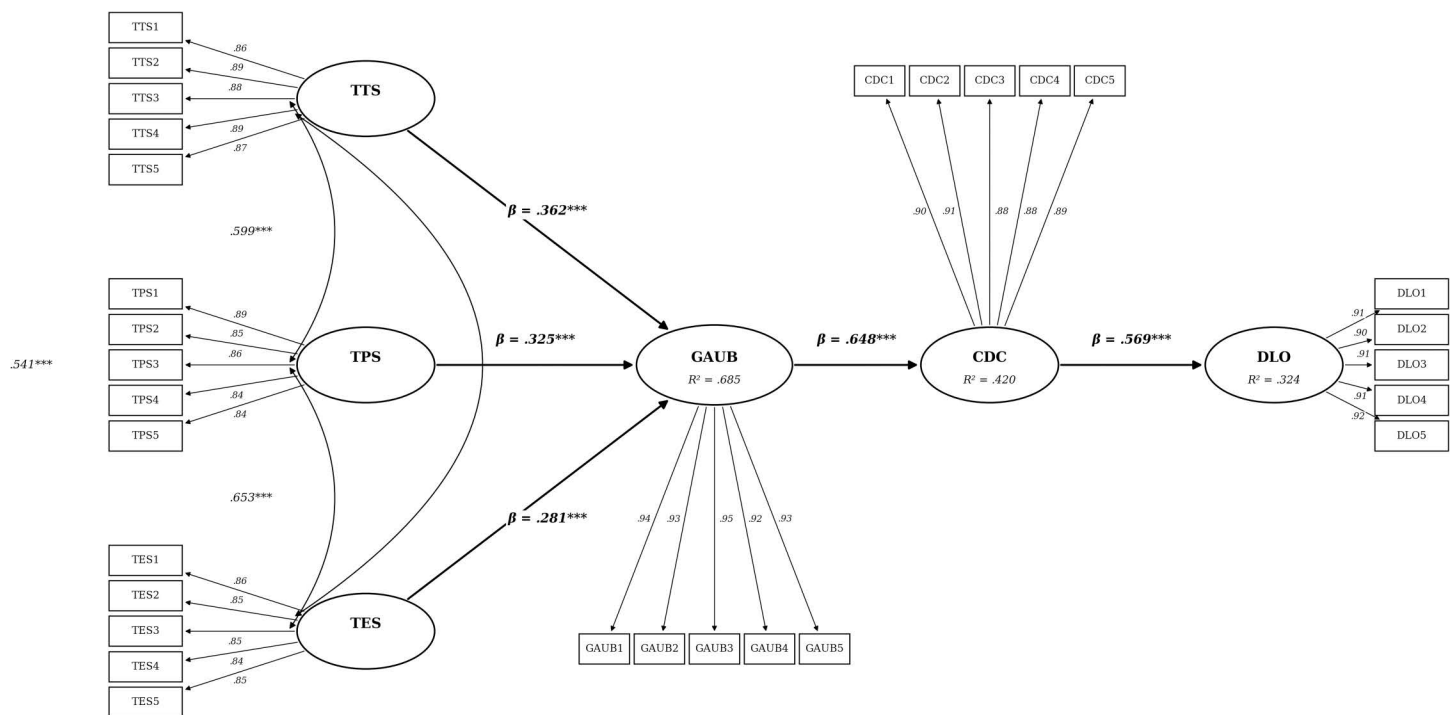 TTS1
TTS2
TTS3
TTS4
TTS5
.86
.89
.88
.89
.87
TTS
.599***
β = .362***
TPS1
TPS2
TPS3
TPS4
TPS5
.89
.85
.86
.84
.84
TPS
.541***
β = .325***
.653***
TES1
TES2
TES3
TES4
TES5
.86
.85
.85
.84
.85
TES
β = .281***
GAUB
R² = .685
.94
.93
.95
.92
.93
GAUB1
GAUB2
GAUB3
GAUB4
GAUB5
β = .648***
CDC1
CDC2
CDC3
CDC4
CDC5
.90
.91
.88
.88
.89
CDC
R² = .420
β = .569***
DLO
R² = .324
.91
.90
.91
.91
.92
DLO1
DLO2
DLO3
DLO4
DLO5